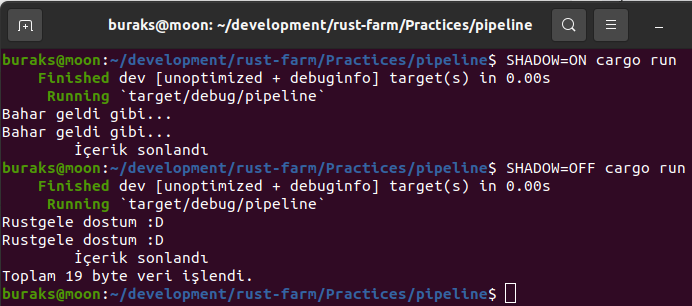 buraks@moon: ~/development/rust-farm/Practices/pipeline
buraks@moon:~/development/rust-farm/Practices/pipeline$ SHADOW=ON cargo run
    Finished dev [unoptimized + debuginfo] target(s) in 0.00s
     Running `target/debug/pipeline`
Bahar geldi gibi...
Bahar geldi gibi...
        İçerik sonlandı
buraks@moon:~/development/rust-farm/Practices/pipeline$ SHADOW=OFF cargo run
    Finished dev [unoptimized + debuginfo] target(s) in 0.00s
     Running `target/debug/pipeline`
Rustgele dostum :D
Rustgele dostum :D
        İçerik sonlandı
Toplam 19 byte veri işlendi.
buraks@moon:~/development/rust-farm/Practices/pipeline$